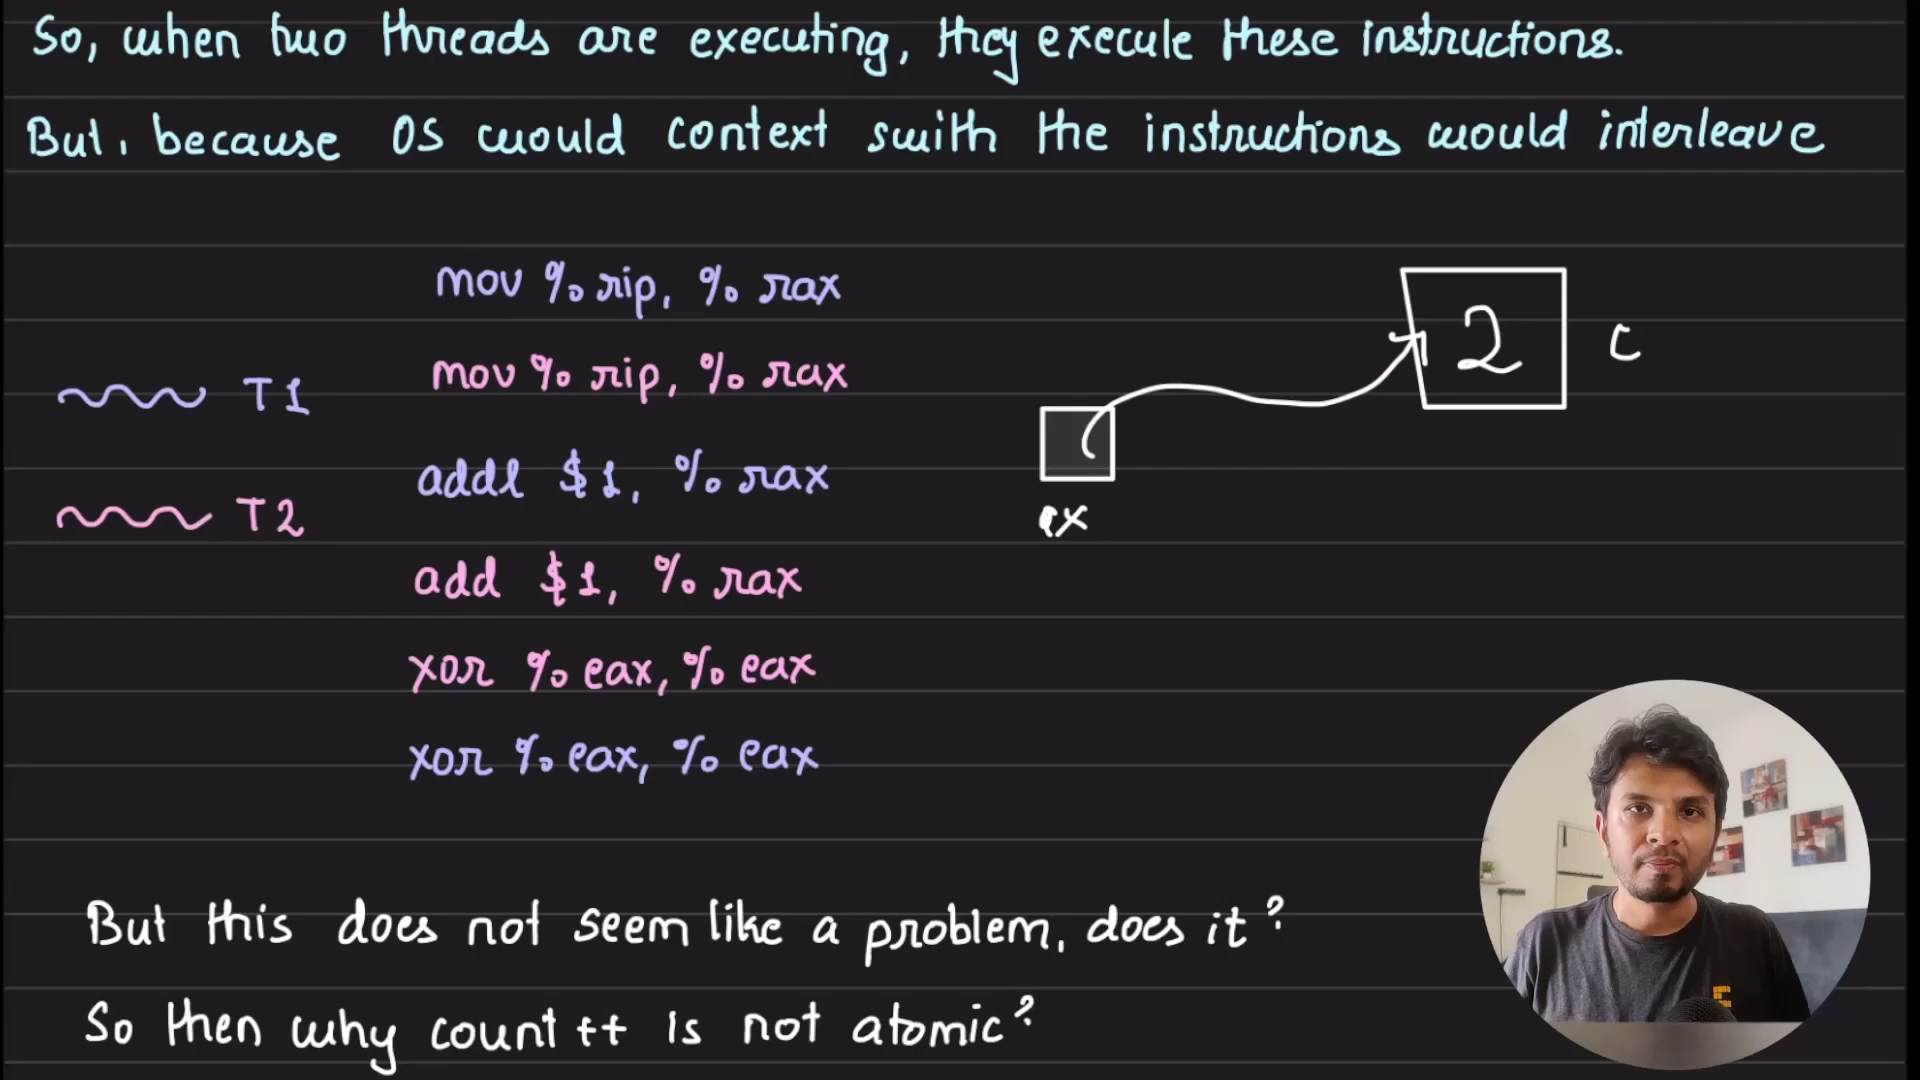 So, when two threads are executing, they execute these instructions.
But, because OS would context swith the instructions would interleave
mov % rip, % rax
mov % rip, % rax
T1
addl $1, % rax
T2
add $1, % rax
xor % eax, % eax
xor % eax, % eax
2
c
But this does not seem like a problem, does it?
So then why count++ is not atomic?